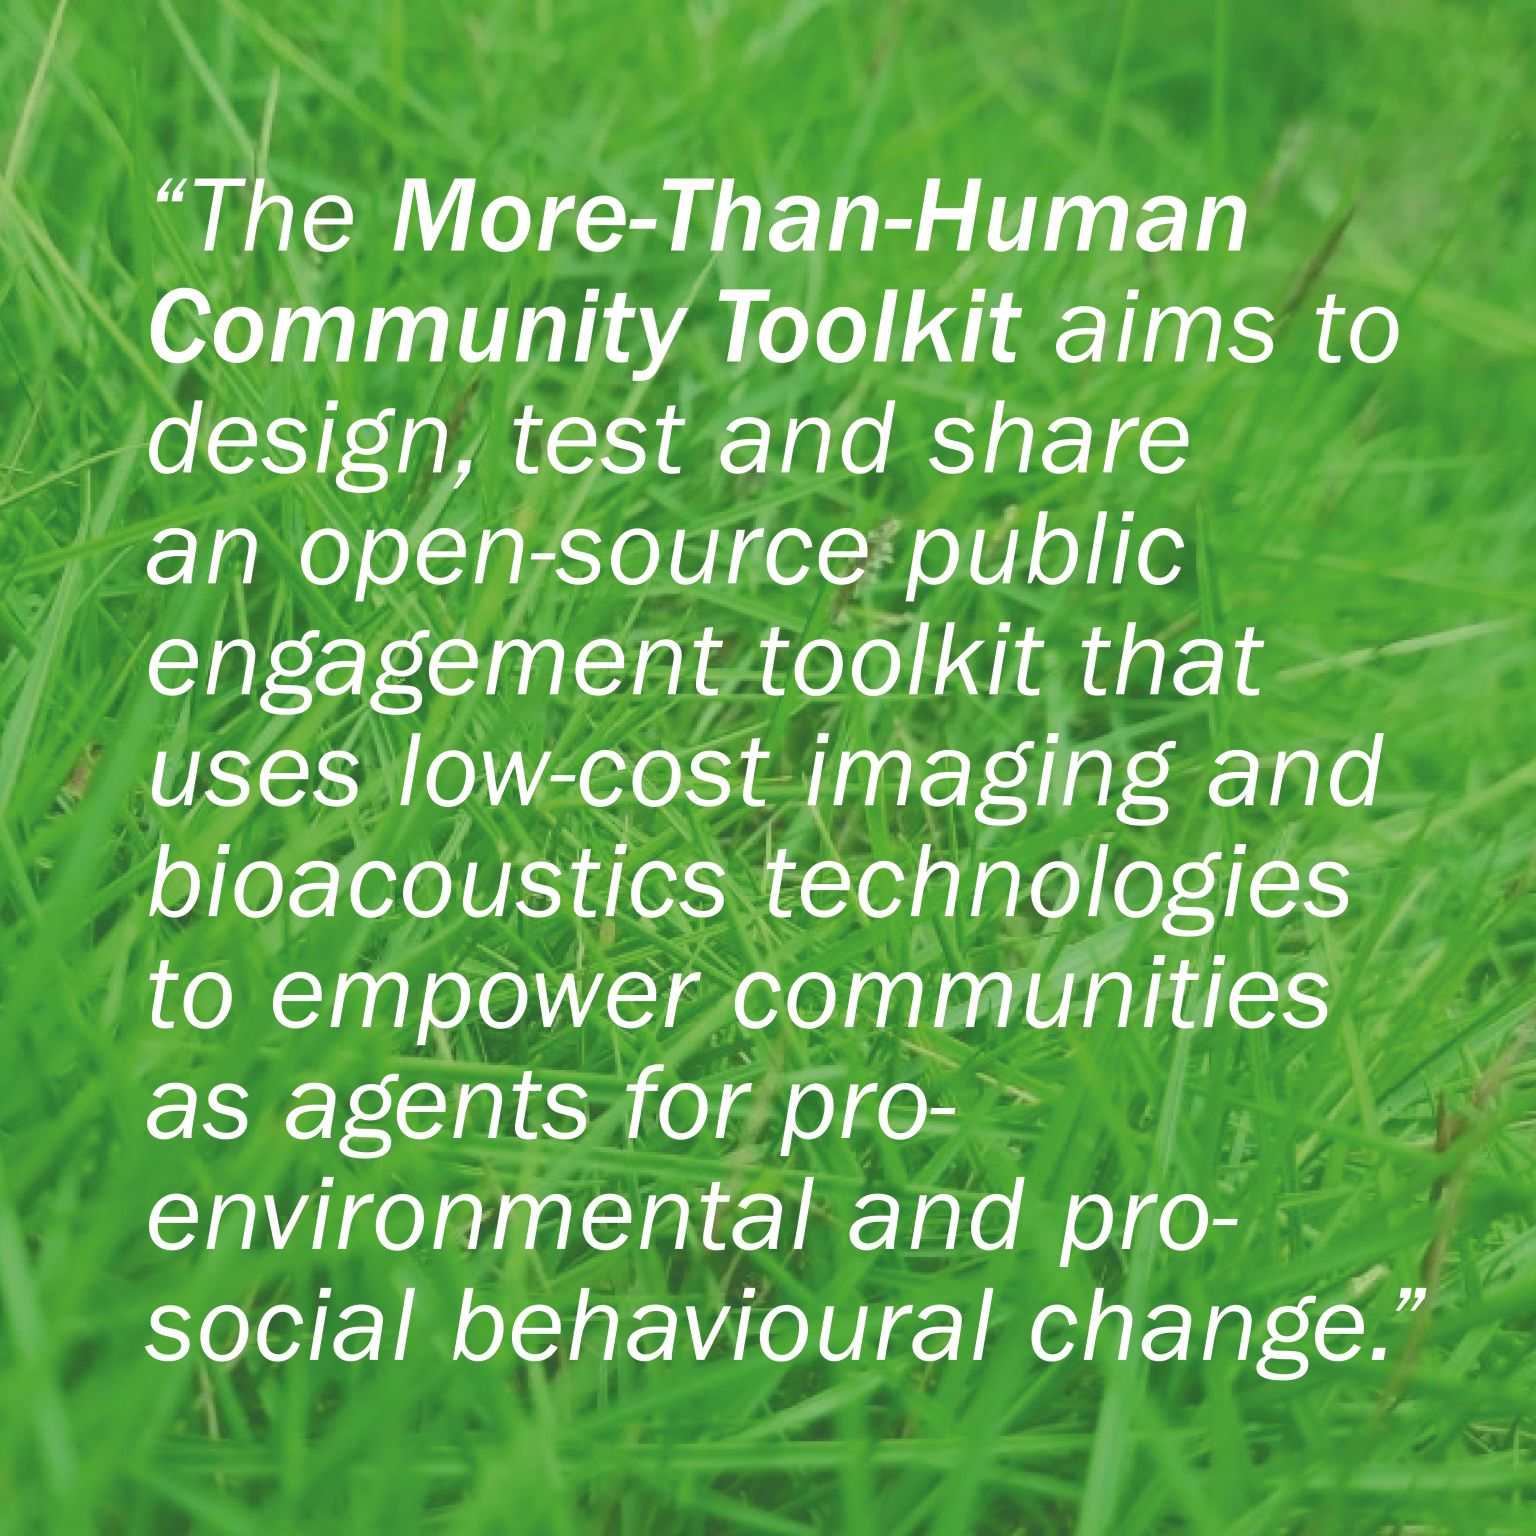 “The More-Than-Human
Community Toolkit aims to
design, test and share
an open-source public
engagement toolkit that
uses low-cost imaging and
bioacoustics technologies
to empower communities
as agents for pro-
environmental and pro-
social behavioural change.”